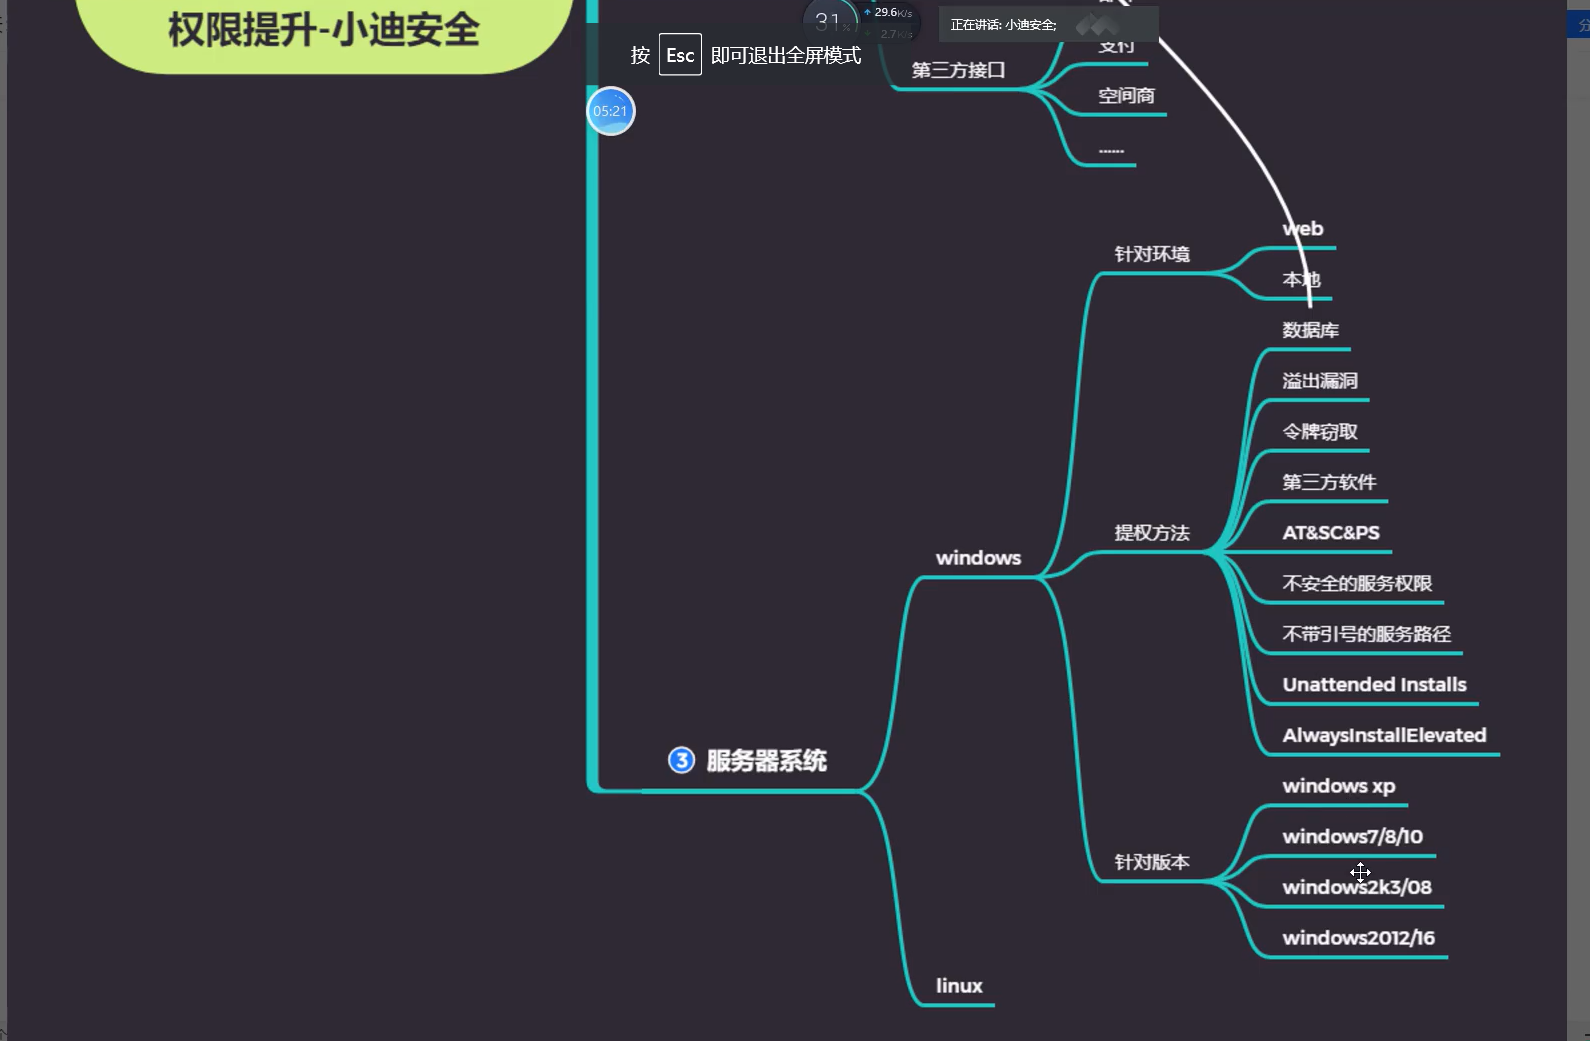 权限提升-小迪安全
按 Esc 即可退出全屏模式
31%
29.6K/s
2.7K/s
正在讲话: 小迪安全;
05:21
第三方接口
支付
空间商
......
③ 服务器系统
windows
针对环境
web
本地
提权方法
数据库
溢出漏洞
令牌窃取
第三方软件
AT&SC&PS
不安全的服务权限
不带引号的服务路径
Unattended Installs
AlwaysInstallElevated
针对版本
windows xp
windows7/8/10
windows2k3/08
windows2012/16
linux